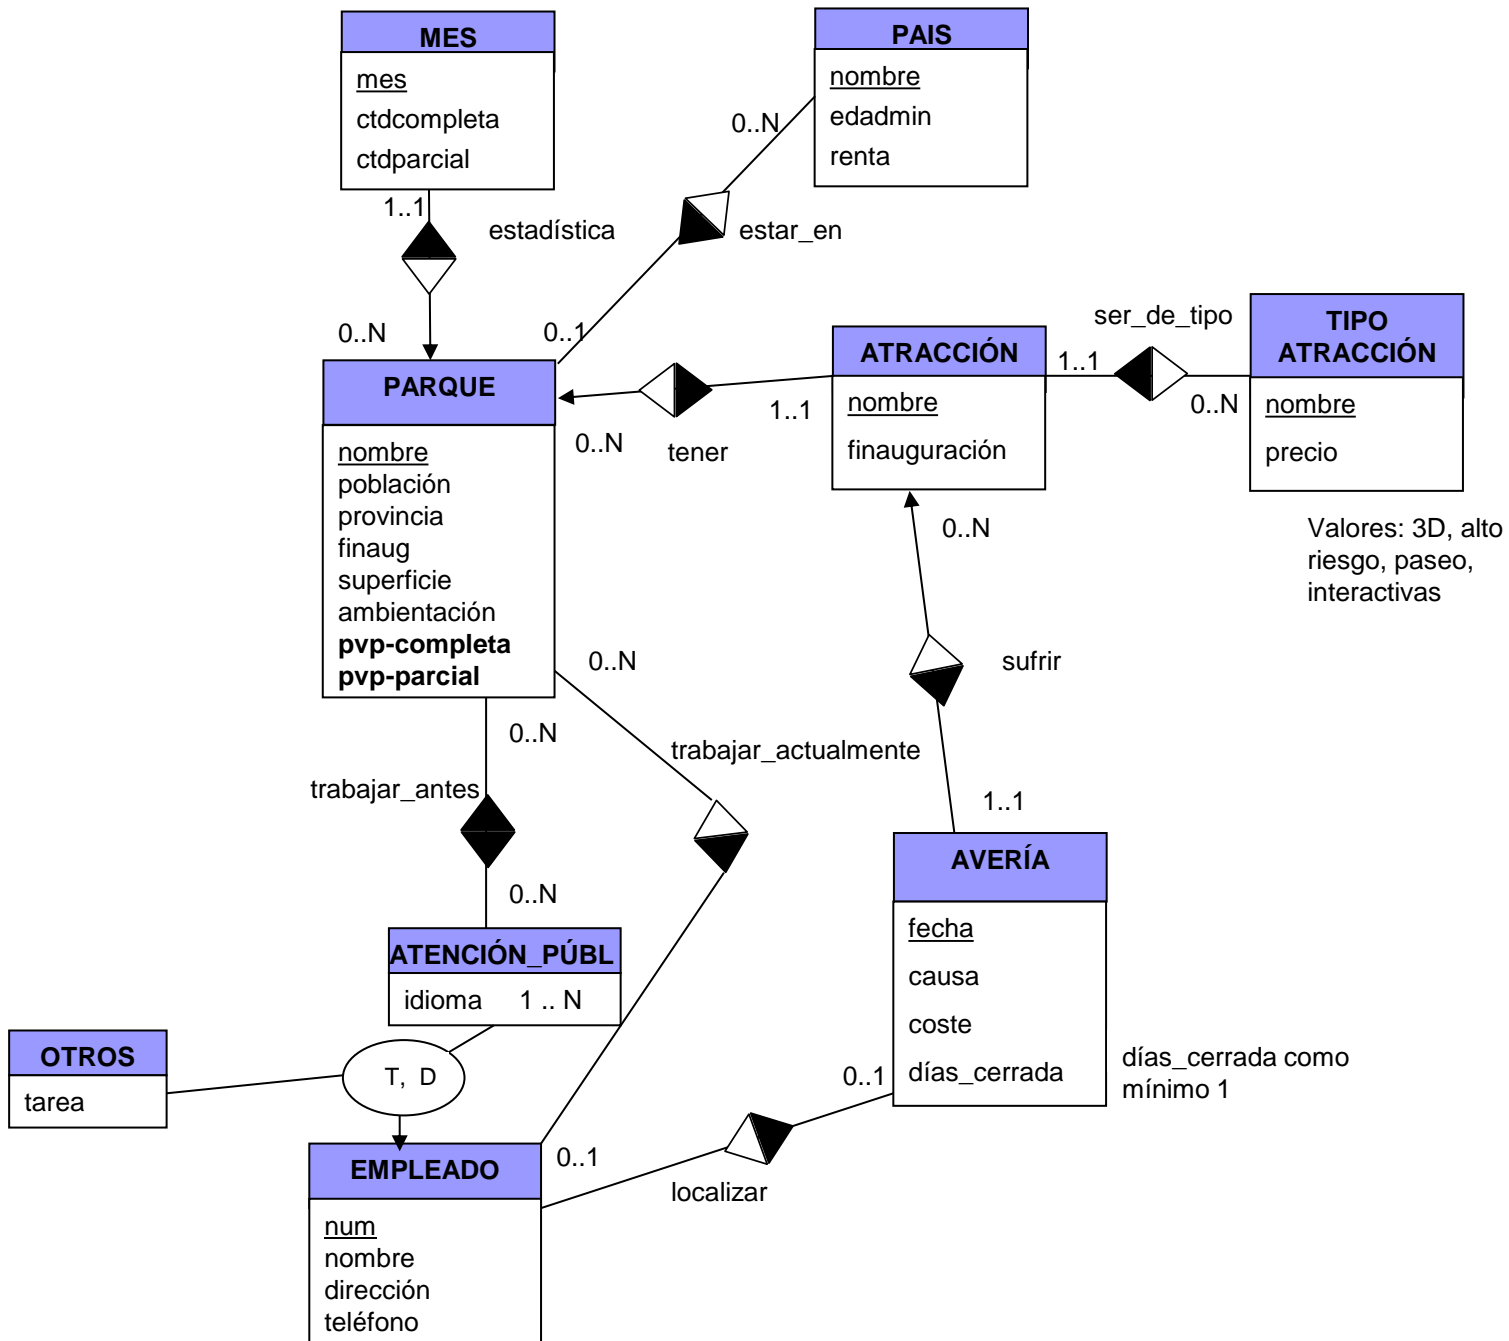 MES
mes
ctdcompleta
ctdparcial
PAIS
nombre
edadmin
renta
0..N
1..1
estadística
estar_en
0..N
0..1
PARQUE
nombre
población
provincia
finaug
superficie
ambientación
pvp-completa
pvp-parcial
0..N
tener
1..1
ATRACCIÓN
nombre
finauguración
ser_de_tipo
1..1
0..N
TIPO
ATRACCIÓN
nombre
precio
Valores: 3D, alto
riesgo, paseo,
interactivas
0..N
sufrir
1..1
0..N
0..N
trabajar_actualmente
trabajar_antes
0..N
AVERÍA
fecha
causa
coste
días_cerrada
días_cerrada como
mínimo 1
ATENCIÓN_PÚBL
idioma 1 .. N
OTROS
tarea
T, D
0..1
0..1
localizar
EMPLEADO
num
nombre
dirección
teléfono